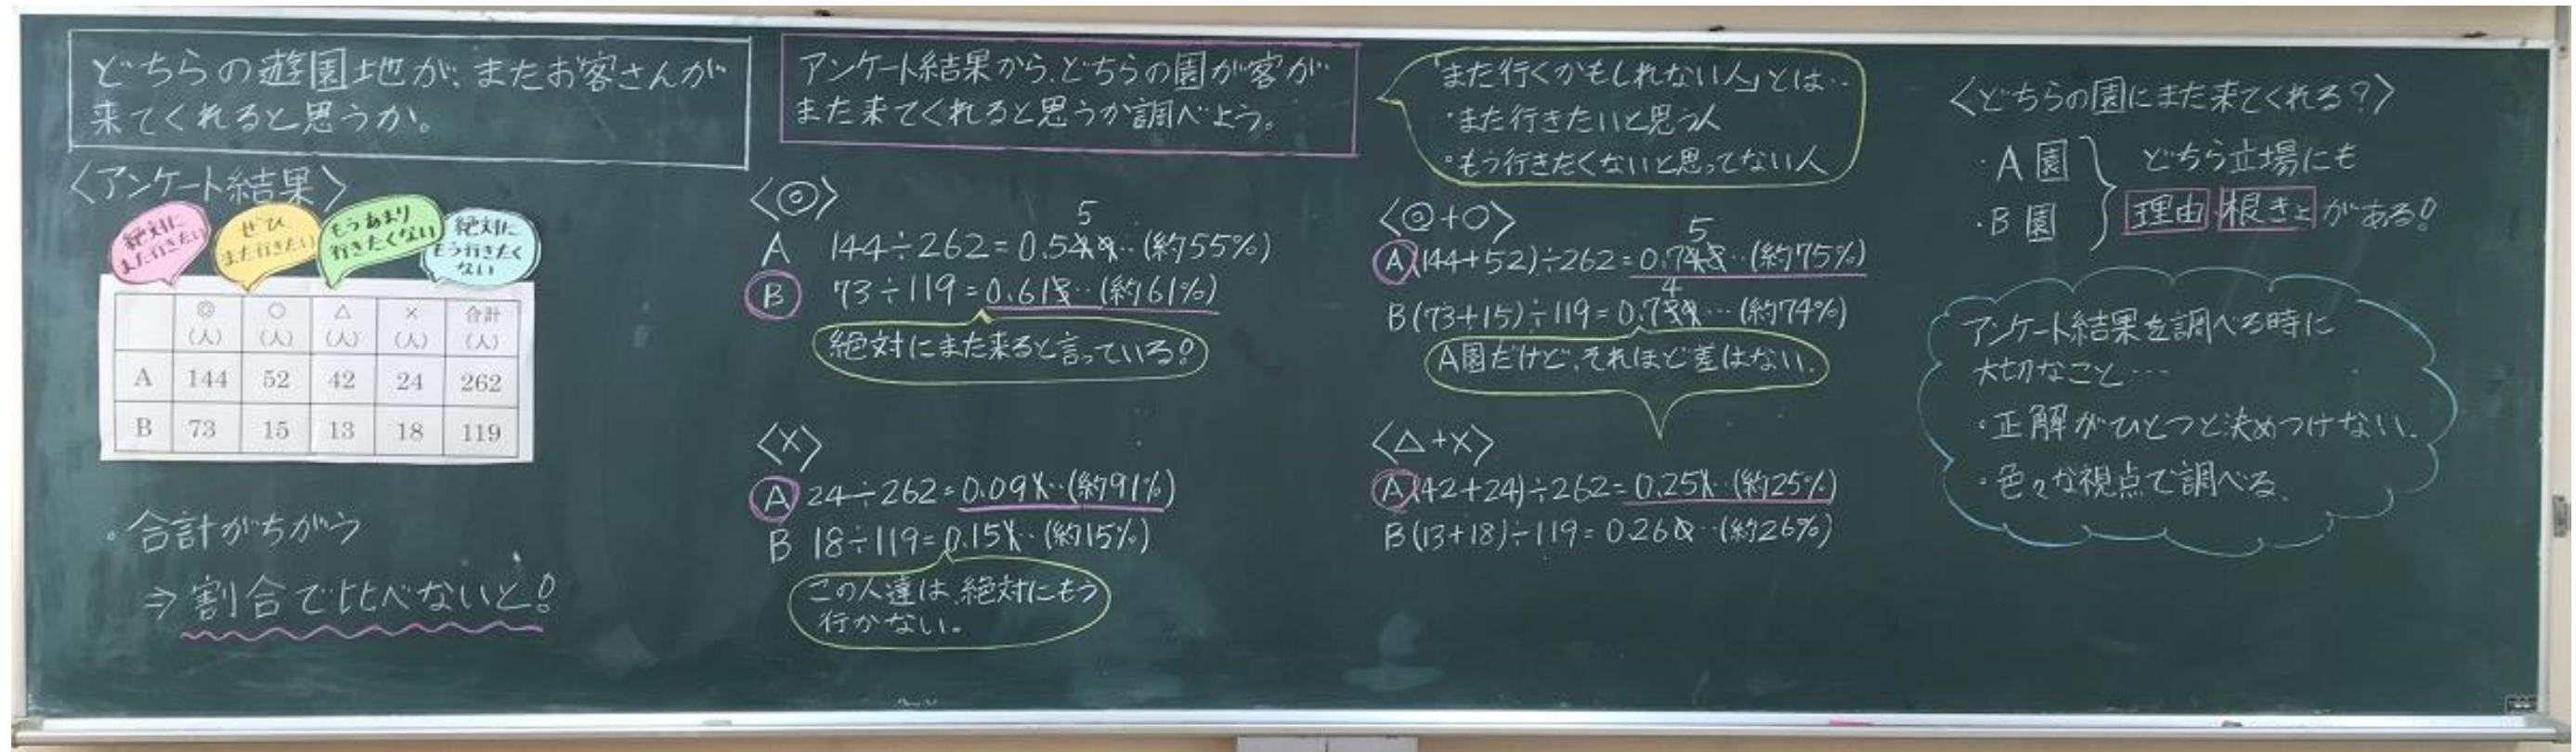 どちらの遊園地が、またお客さんが
来てくれると思うか。
〈アンケート結果〉
絶対に
また行きたい
ぜひ
また行きたい
もうあまり
行きたくない
絶対に
もう行きたく
ない
◎ ○ △ × 合計
(人) (人) (人) (人) (人)
A 144 52 42 24 262
B 73 15 13 18 119
・合計がちがう
⇒割合で比べないと!
アンケート結果から、どちらの園が客が
また来てくれると思うか調べよう。
〈◎〉
5
A 144÷262=0.549‥(約55%)
B 73÷119=0.613‥(約61%)
絶対にまた来ると言っている!
〈×〉
A 24÷262=0.091‥(約91%)
B 18÷119=0.151‥(約15%)
この人達は、絶対にもう
行かない。
「また行くかもしれない人」とは‥
・また行きたいと思う人
・もう行きたくないと思ってない人
〈◎+○〉
5
A(144+52)÷262=0.748‥(約75%)
4
B(73+15)÷119=0.739‥(約74%)
A園だけど、それほど差はない。
〈△+×〉
A(42+24)÷262=0.251‥(約25%)
B(13+18)÷119=0.260‥(約26%)
〈どちらの園にまた来てくれる?〉
・A園
・B園
どちら立場にも
理由 根きょがある!
アンケート結果を調べる時に
大切なこと…
・正解がひとつと決めつけない。
・色々な視点で調べる。